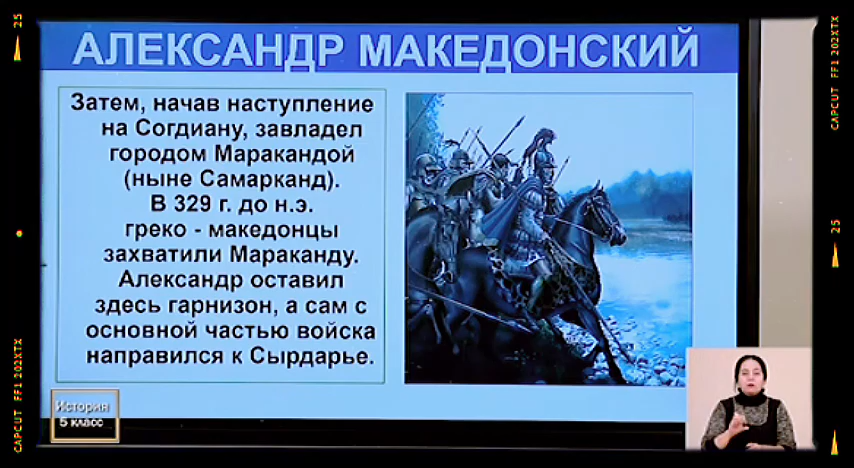 АЛЕКСАНДР МАКЕДОНСКИЙ
Затем, начав наступление
на Согдиану, завладел
городом Маракандой
(ныне Самарканд).
В 329 г. до н.э.
греко - македонцы
захватили Мараканду.
Александр оставил
здесь гарнизон, а сам с
основной частью войска
направился к Сырдарье.
История
5 класс
25
CAPCUT FF1 202XTX
CAPCUT FF1 202XTX
25